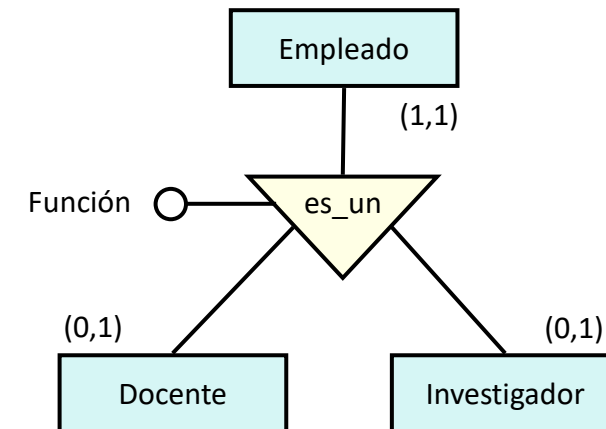 Empleado
(1,1)
Función
es_un
(0,1)
(0,1)
Docente
Investigador